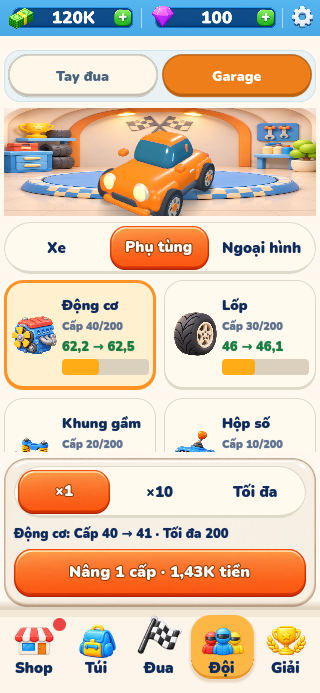 120K
100
Tay đua
Garage
Xe
Phụ tùng
Ngoại hình
Động cơ
Cấp 40/200
62,2 → 62,5
Lốp
Cấp 30/200
46 → 46,1
Khung gầm
Cấp 20/200
Hộp số
Cấp 10/200
×1
×10
Tối đa
Động cơ: Cấp 40 → 41 · Tối đa 200
Nâng 1 cấp · 1,43K tiền
Shop
Túi
Đua
Đội
Giải